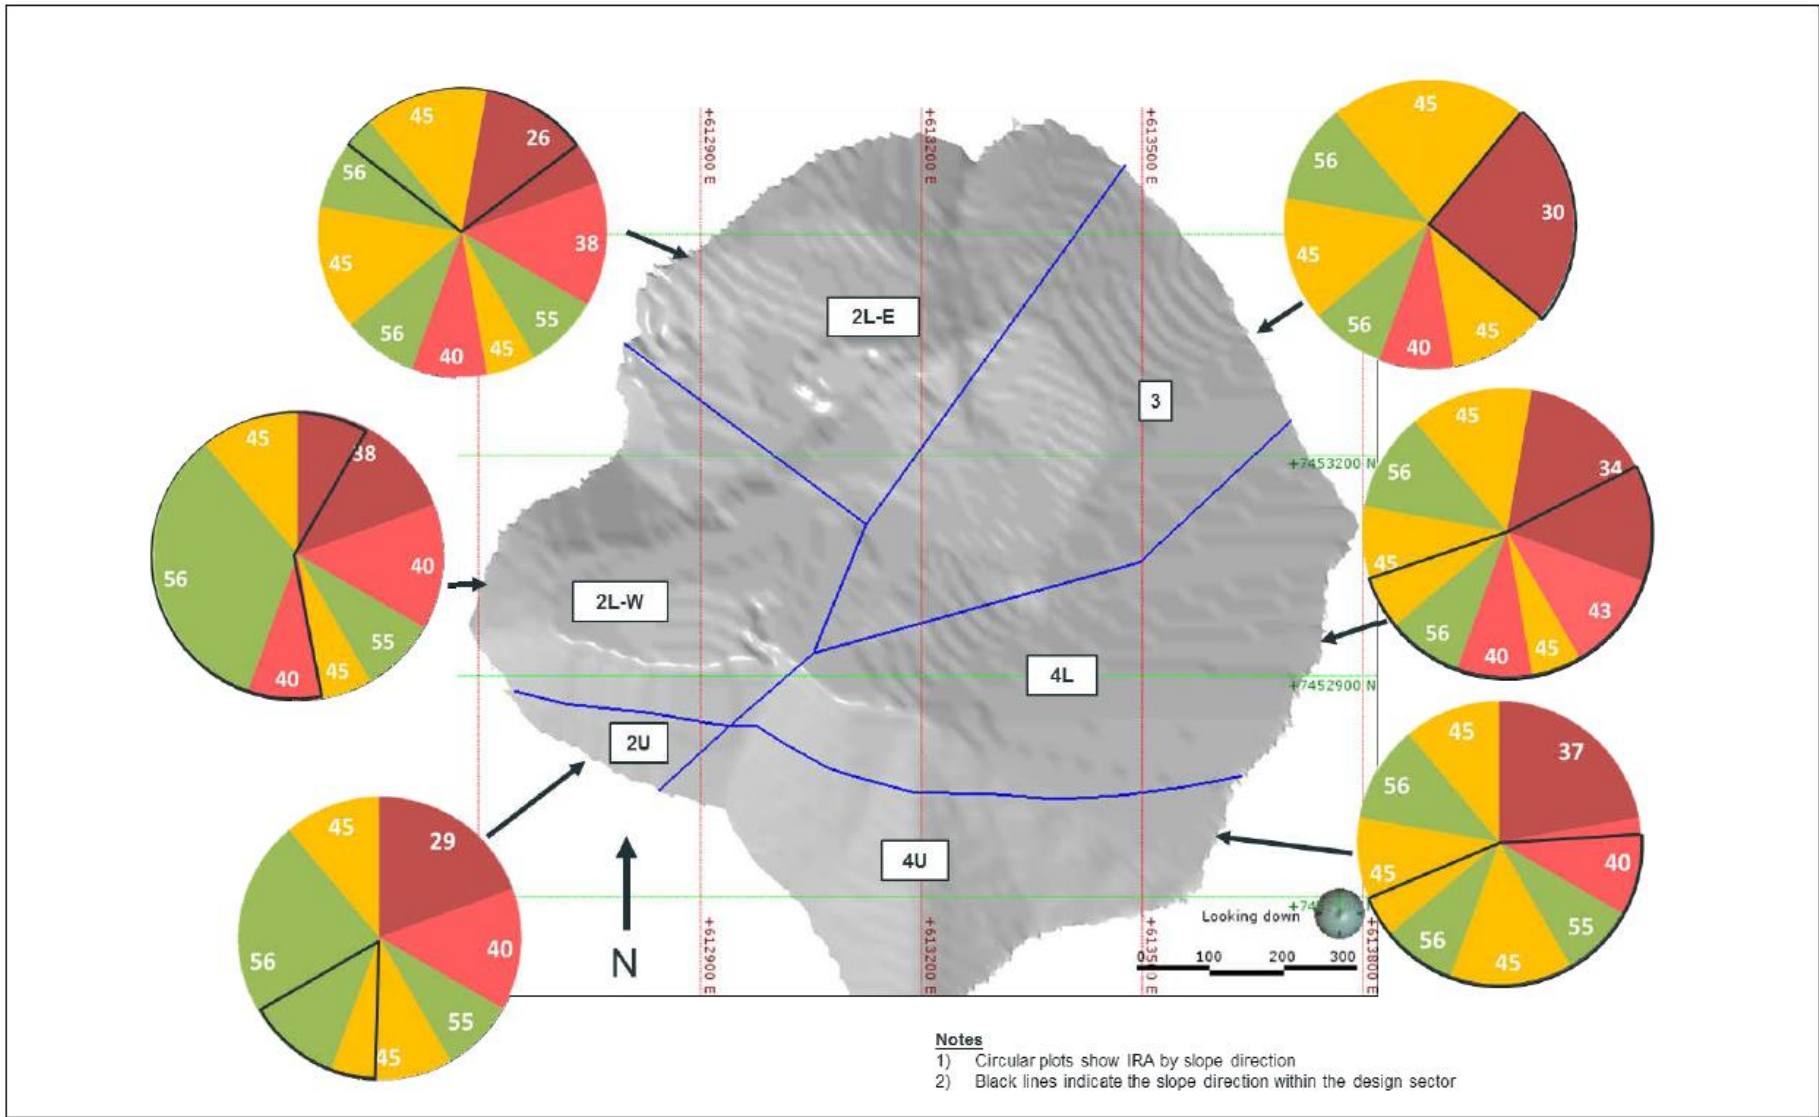 45
26
56
38
45
55
56
45
40
+612900 E
+613200 E
+613500 E
45
56
30
45
56
45
40
2L-E
3
45
38
40
56
55
45
40
45
34
56
+7453200 N
45
43
56
45
40
2L-W
4L
+7452900 N
2U
45
37
56
40
45
55
56
45
45
29
40
56
55
45
4U
N
Looking down
+74
0 100 200 300
+612900 E
+613200 E
+6135
+613800 E
Notes
1) Circular plots show IRA by slope direction
2) Black lines indicate the slope direction within the design sector